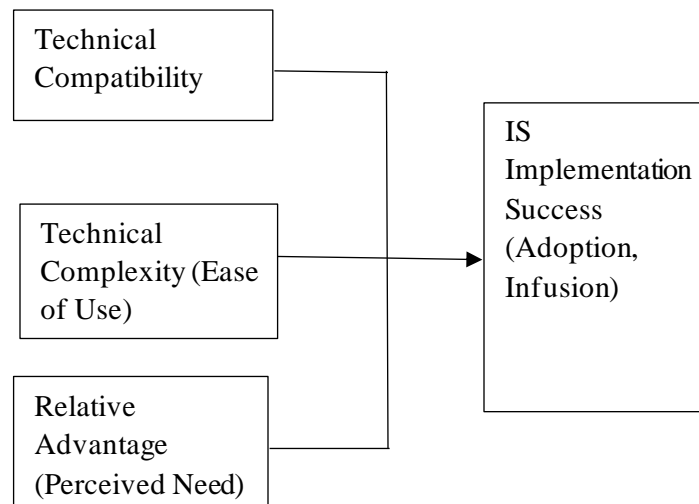 Technical
Compatibility
Technical
Complexity (Ease
of Use)
Relative
Advantage
(Perceived Need)
IS
Implementation
Success
(Adoption,
Infusion)